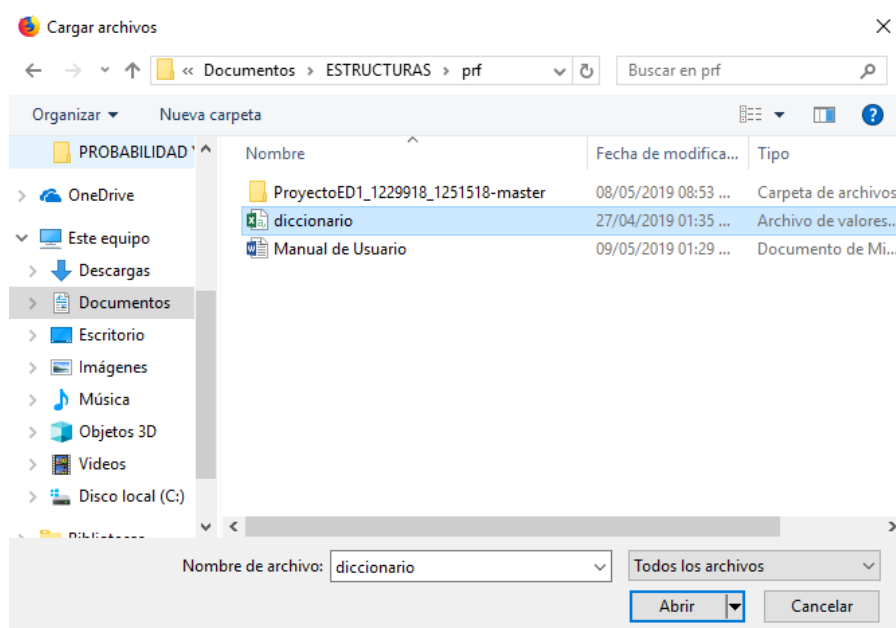 Cargar archivos
« Documentos > ESTRUCTURAS > prf
Buscar en prf
Organizar
Nueva carpeta
PROBABILIDAD
Nombre
Fecha de modifica...
Tipo
ProyectoED1_1229918_1251518-master
08/05/2019 08:53 ...
Carpeta de archivos
OneDrive
diccionario
27/04/2019 01:35 ...
Archivo de valores...
Este equipo
Manual de Usuario
09/05/2019 01:29 ...
Documento de Mi...
Descargas
Documentos
Escritorio
Imágenes
Música
Objetos 3D
Videos
Disco local (C:)
Nombre de archivo:
diccionario
Todos los archivos
Abrir
Cancelar